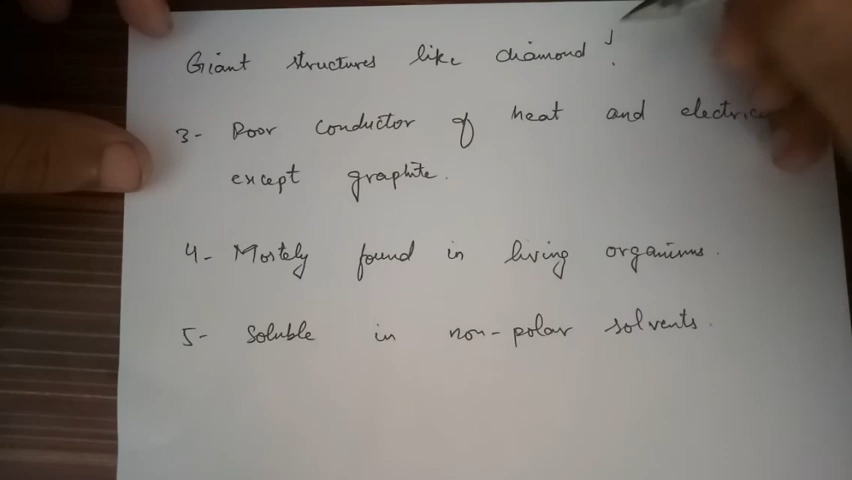 Giant structures like diamond !
3- Poor conductor of heat and
except graphite.
4- Mostely found in living organisms.
5- Soluble in non-polar solvents.